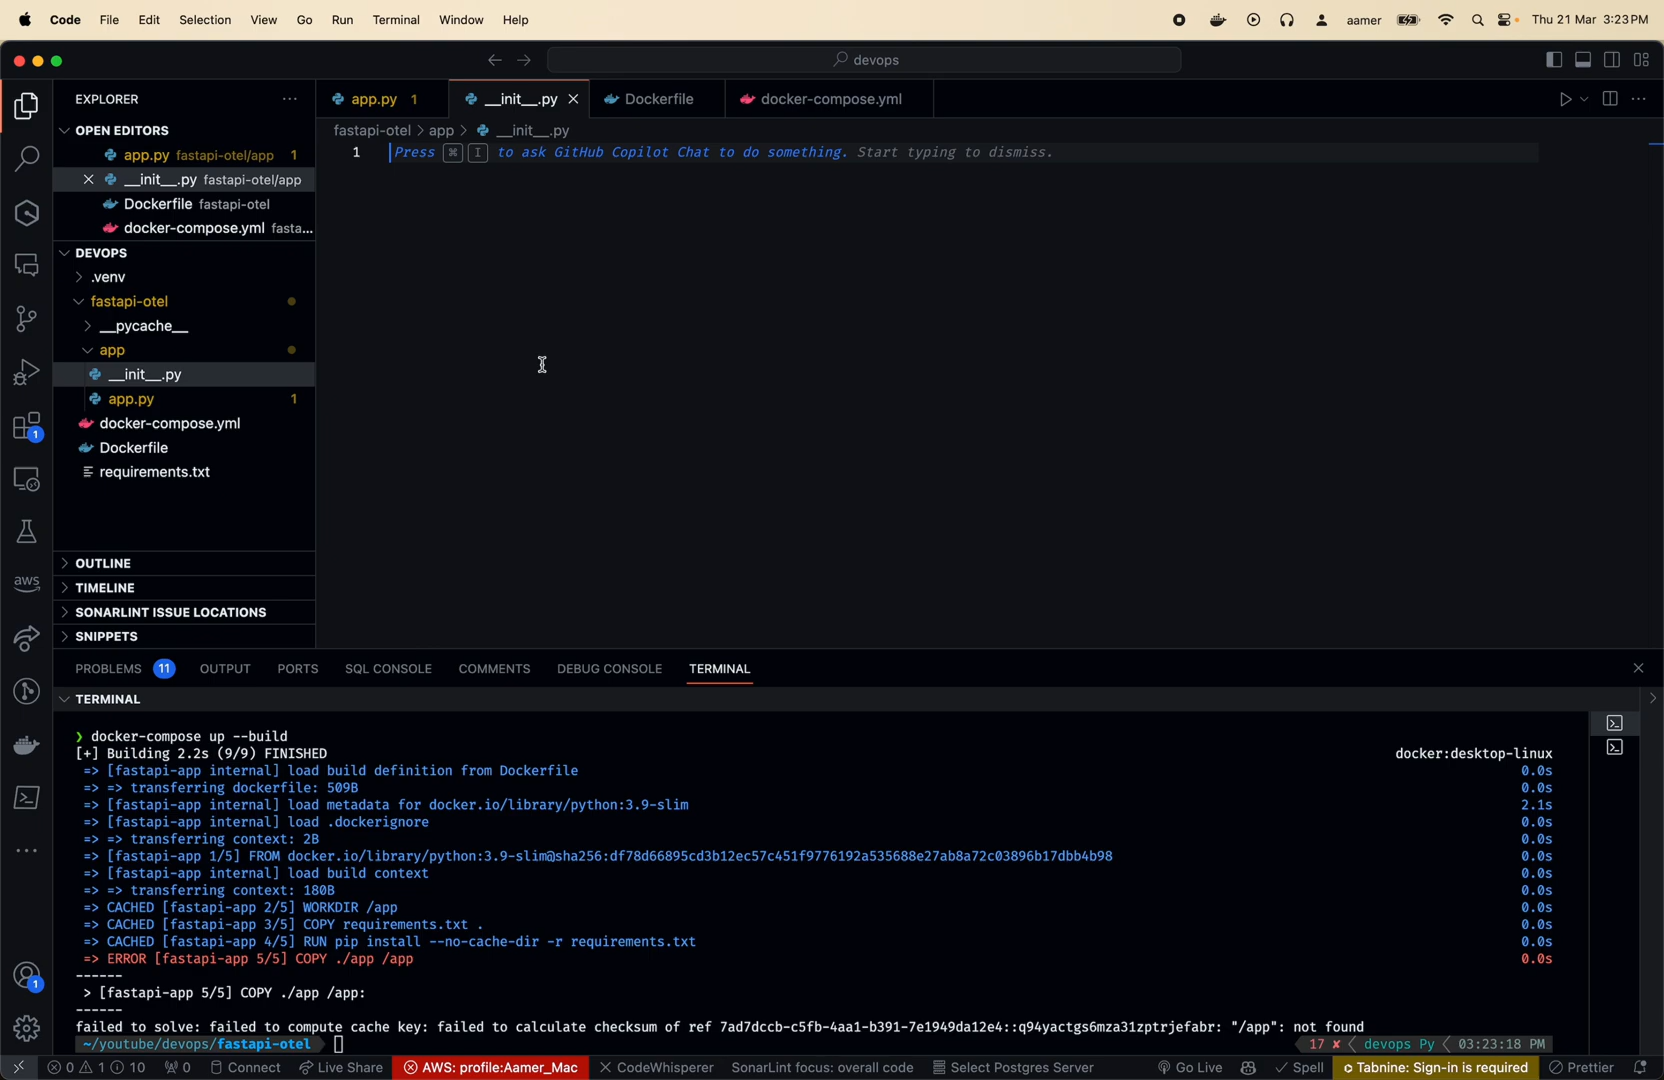 Code File Edit Selection View Go Run Terminal Window Help aamer Thu 21 Mar 3:23 PM
devops
EXPLORER
OPEN EDITORS
app.py fastapi-otel/app 1
__init__.py fastapi-otel/app
Dockerfile fastapi-otel
docker-compose.yml fasta...
DEVOPS
.venv
fastapi-otel
__pycache__
app
__init__.py
app.py 1
docker-compose.yml
Dockerfile
requirements.txt
OUTLINE
TIMELINE
SONARLINT ISSUE LOCATIONS
SNIPPETS
1
aws
1
app.py 1 __init__.py Dockerfile docker-compose.yml
fastapi-otel > app > __init__.py
1 Press ⌘ I to ask GitHub Copilot Chat to do something. Start typing to dismiss.
PROBLEMS 11 OUTPUT PORTS SQL CONSOLE COMMENTS DEBUG CONSOLE TERMINAL
TERMINAL
❯ docker-compose up --build
[+] Building 2.2s (9/9) FINISHED docker:desktop-linux
=> [fastapi-app internal] load build definition from Dockerfile 0.0s
=> => transferring dockerfile: 509B 0.0s
=> [fastapi-app internal] load metadata for docker.io/library/python:3.9-slim 2.1s
=> [fastapi-app internal] load .dockerignore 0.0s
=> => transferring context: 2B 0.0s
=> [fastapi-app 1/5] FROM docker.io/library/python:3.9-slim@sha256:df78d66895cd3b12ec57c451f9776192a535688e27ab8a72c03896b17dbb4b98 0.0s
=> [fastapi-app internal] load build context 0.0s
=> => transferring context: 180B 0.0s
=> CACHED [fastapi-app 2/5] WORKDIR /app 0.0s
=> CACHED [fastapi-app 3/5] COPY requirements.txt . 0.0s
=> CACHED [fastapi-app 4/5] RUN pip install --no-cache-dir -r requirements.txt 0.0s
=> ERROR [fastapi-app 5/5] COPY ./app /app 0.0s
------
> [fastapi-app 5/5] COPY ./app /app:
------
failed to solve: failed to compute cache key: failed to calculate checksum of ref 7ad7dccb-c5fb-4aa1-b391-7e1949da12e4::q94yactgs6mza31zptrjefabr: "/app": not found
~/youtube/devops/fastapi-otel 17 ✘ devops Py 03:23:18 PM
0 1 10 0 Connect Live Share AWS: profile:Aamer_Mac CodeWhisperer SonarLint focus: overall code Select Postgres Server Go Live Spell Tabnine: Sign-in is required Prettier